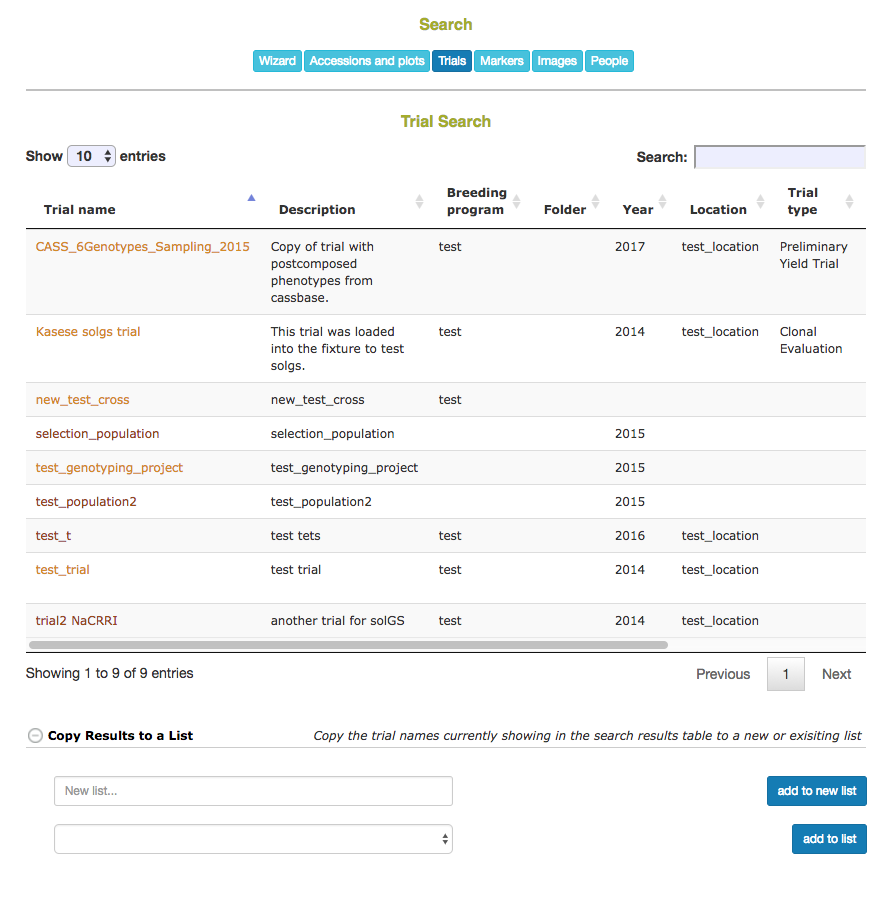 Search
Wizard Accessions and plots Trials Markers Images People
Trial Search
Show 10 entries Search:
Trial name Description Breeding program Folder Year Location Trial type
CASS_6Genotypes_Sampling_2015 Copy of trial with test 2017 test_location Preliminary
postcomposed Yield Trial
phenotypes from
cassbase.
Kasese solgs trial This trial was loaded test 2014 test_location Clonal
into the fixture to test Evaluation
solgs.
new_test_cross new_test_cross test
selection_population selection_population 2015
test_genotyping_project test_genotyping_project 2015
test_population2 test_population2 2015
test_t test tets test 2016 test_location
test_trial test trial test 2014 test_location
trial2 NaCRRI another trial for solGS test 2014 test_location
Showing 1 to 9 of 9 entries Previous 1 Next
Copy Results to a List Copy the trial names currently showing in the search results table to a new or exisiting list
New list... add to new list
add to list